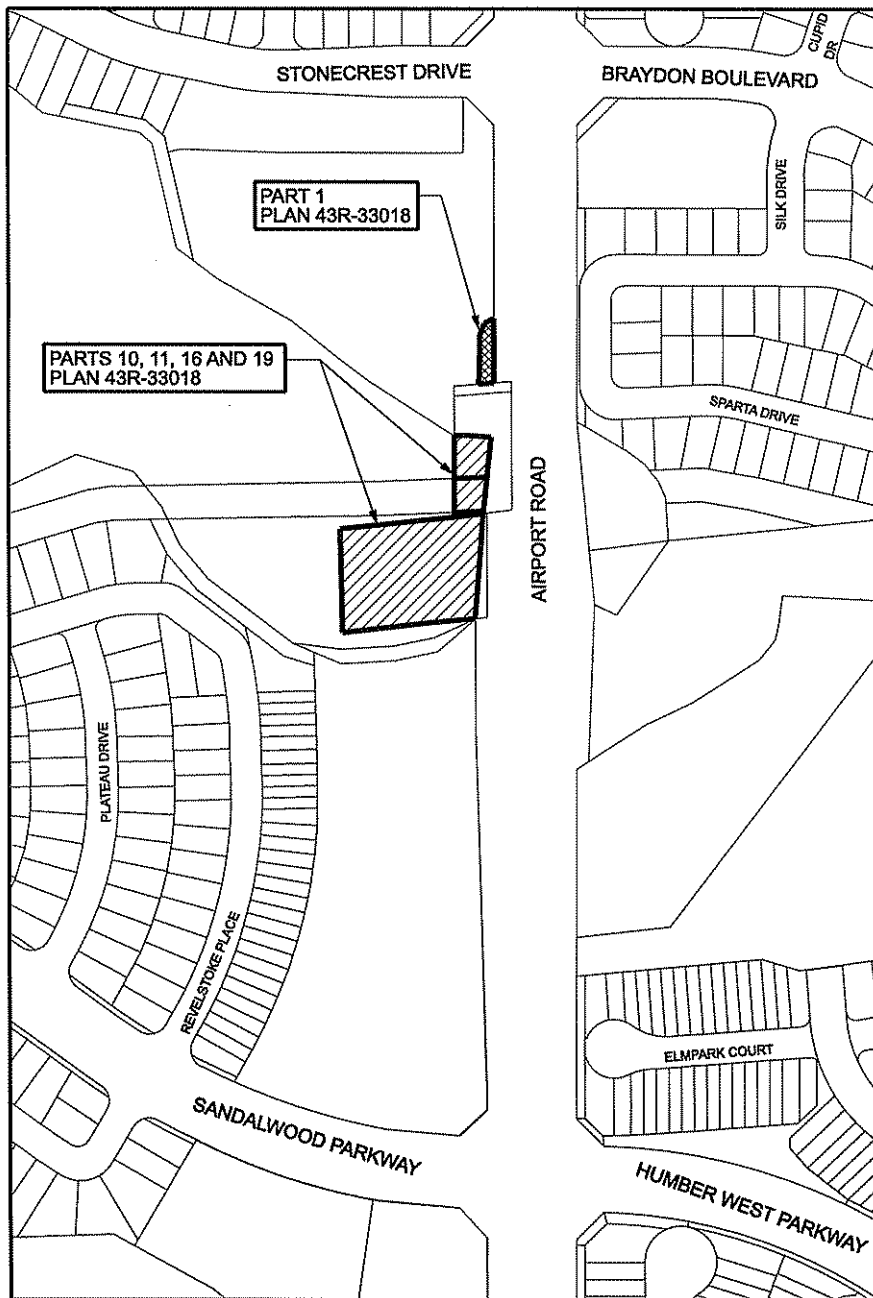 STONECREST DRIVE
BRAYDON BOULEVARD
CUPID
DR
SILK DRIVE
PART 1
PLAN 43R-33018
PARTS 10, 11, 16 AND 19
PLAN 43R-33018
SPARTA DRIVE
AIRPORT ROAD
PLATEAU DRIVE
REVELSTOKE PLACE
ELMPARK COURT
SANDALWOOD PARKWAY
HUMBER WEST PARKWAY